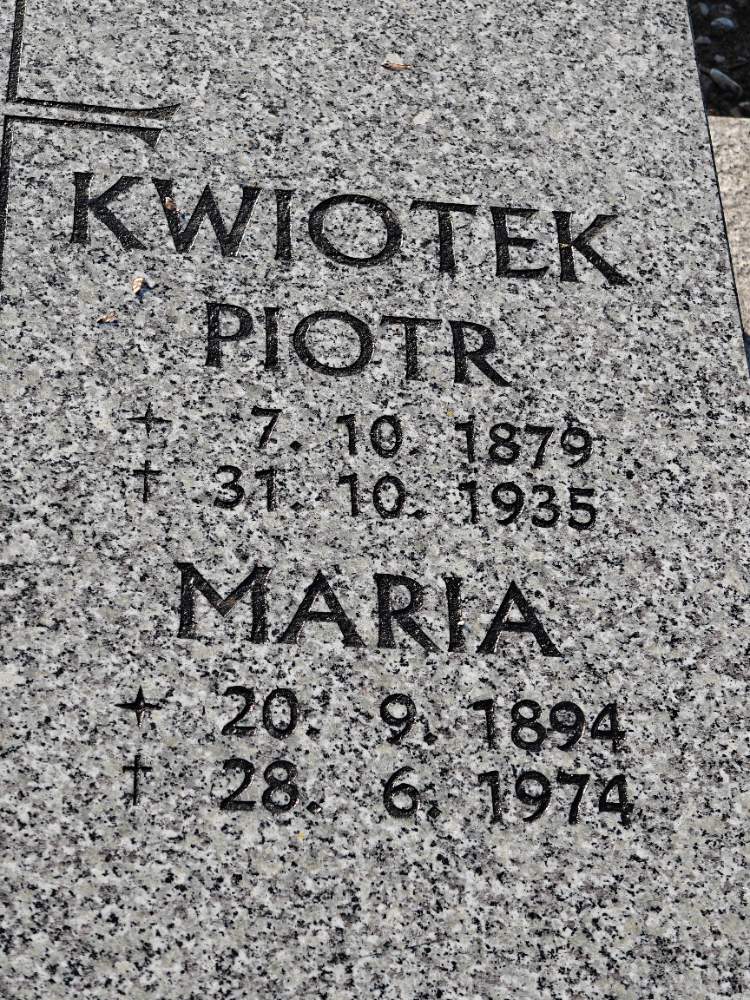 KWIOTEK
PIOTR
✦ 7. 10. 1879
† 31. 10. 1935
MARIA
✦ 20. 9. 1894
† 28. 6. 1974